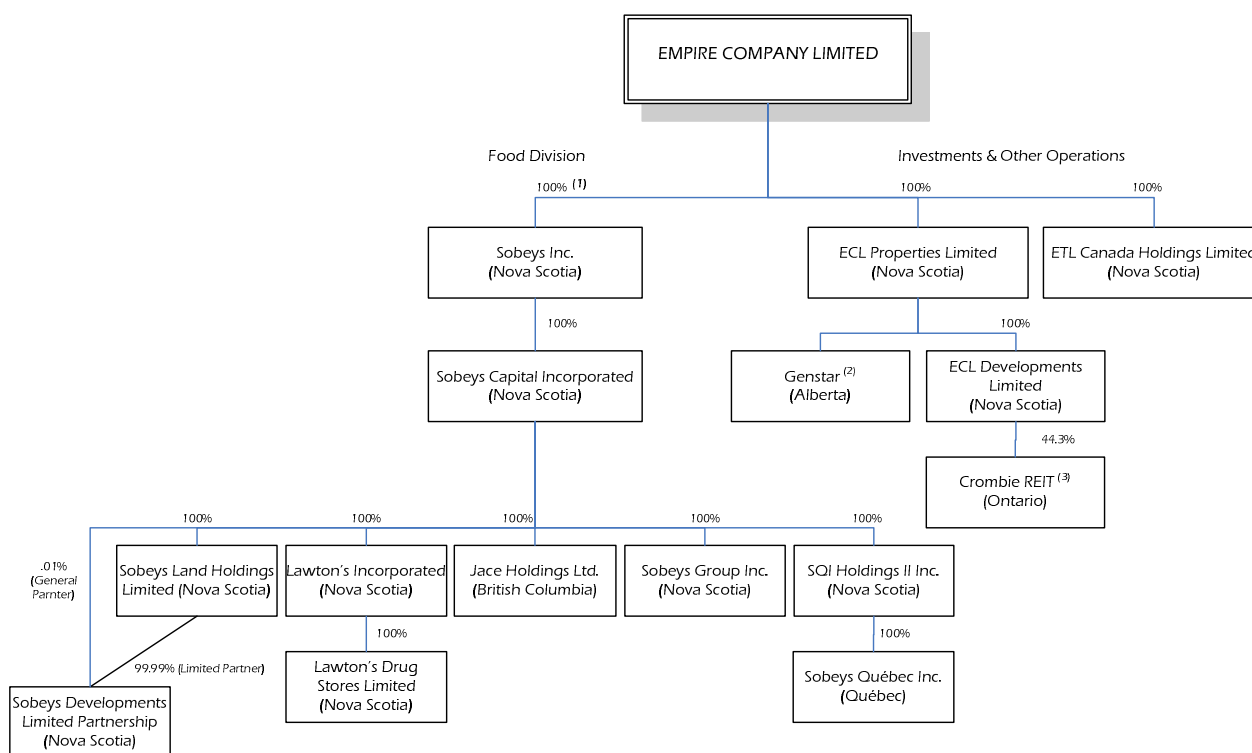 EMPIRE COMPANY LIMITED
Food Division
Investments & Other Operations
100% (1)
100%
100%
Sobeys Inc.
(Nova Scotia)
ECL Properties Limited
(Nova Scotia)
ETL Canada Holdings Limited
(Nova Scotia)
100%
100%
Sobeys Capital Incorporated
(Nova Scotia)
Genstar (2)
(Alberta)
ECL Developments
Limited
(Nova Scotia)
44.3%
Crombie REIT (3)
(Ontario)
100%
100%
100%
100%
100%
.01%
(General
Parnter)
Sobeys Land Holdings
Limited (Nova Scotia)
Lawton's Incorporated
(Nova Scotia)
Jace Holdings Ltd.
(British Columbia)
Sobeys Group Inc.
(Nova Scotia)
SQI Holdings II Inc.
(Nova Scotia)
99.99% (Limited Partner)
100%
100%
Sobeys Developments
Limited Partnership
(Nova Scotia)
Lawton's Drug
Stores Limited
(Nova Scotia)
Sobeys Québec Inc.
(Québec)